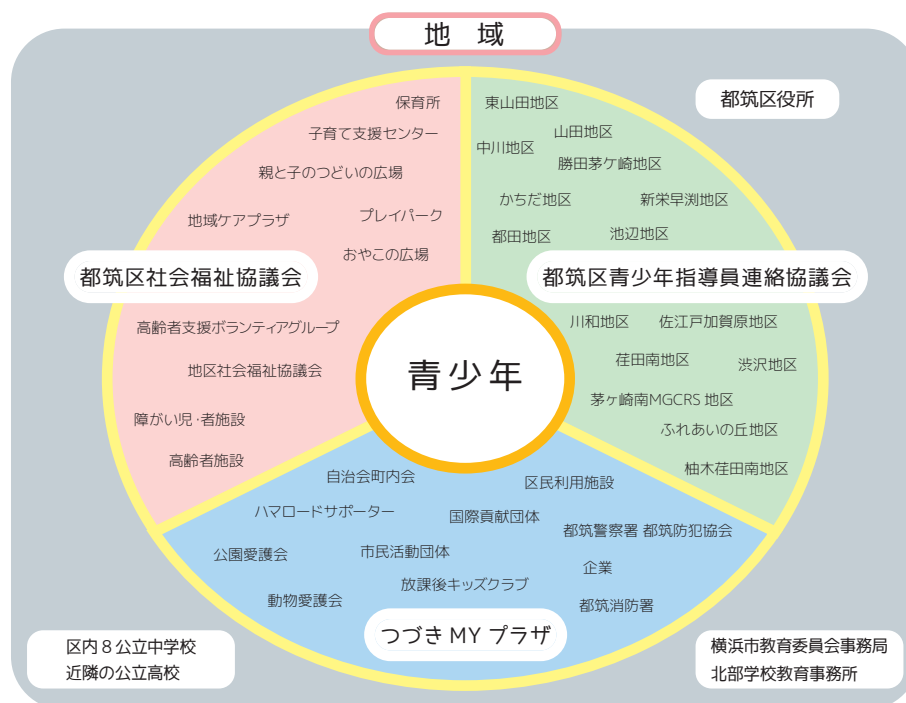 地 域
都筑区役所
保育所
子育て支援センター
親と子のつどいの広場
地域ケアプラザ
プレイパーク
おやこの広場
都筑区社会福祉協議会
高齢者支援ボランティアグループ
地区社会福祉協議会
障がい児・者施設
高齢者施設
東山田地区
山田地区
中川地区
勝田茅ケ崎地区
かちだ地区
新栄早渕地区
都田地区
池辺地区
都筑区青少年指導員連絡協議会
川和地区
佐江戸加賀原地区
荏田南地区
渋沢地区
茅ヶ崎南MGCRS地区
ふれあいの丘地区
柚木荏田南地区
青少年
自治会町内会
区民利用施設
ハマロードサポーター
国際貢献団体
都筑警察署 都筑防犯協会
公園愛護会
市民活動団体
企業
放課後キッズクラブ
動物愛護会
都筑消防署
つづき MY プラザ
区内8公立中学校
近隣の公立高校
横浜市教育委員会事務局
北部学校教育事務所